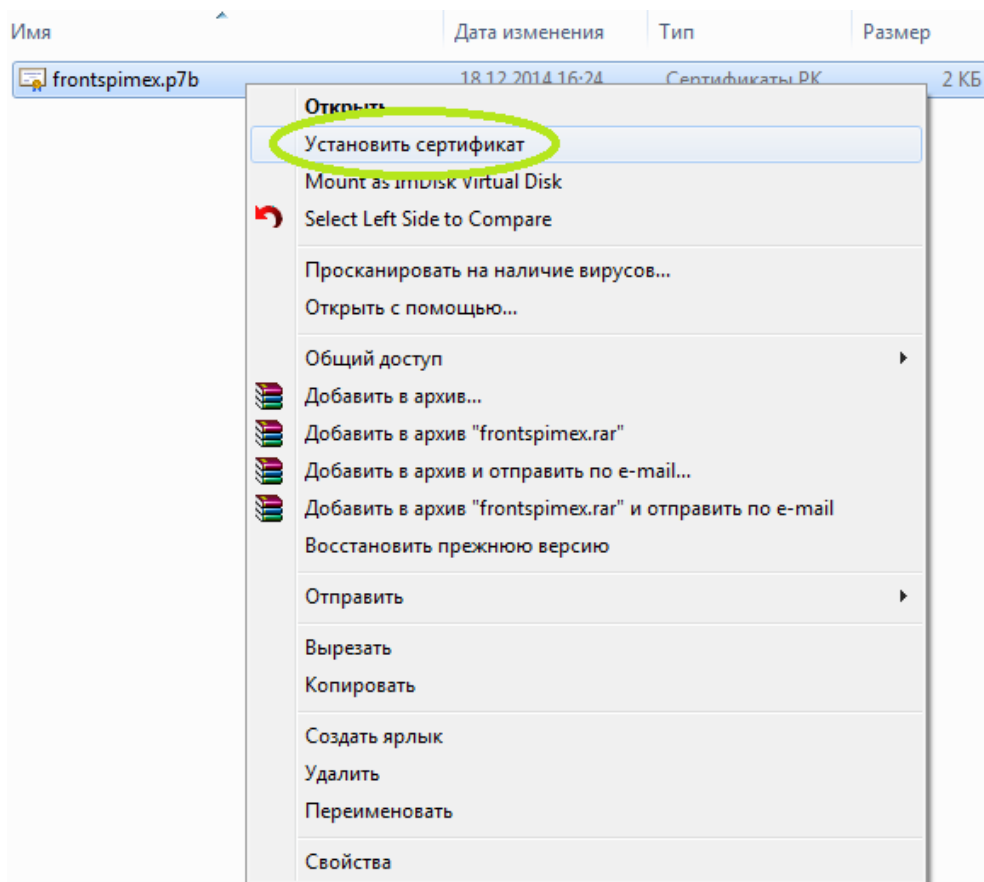 Имя Дата изменения Тип Размер
frontspimex.p7b 18.12.2014 16:24 Сертификаты PK 2 КБ
Открыть
Установить сертификат
Mount as ImDisk Virtual Disk
Select Left Side to Compare
Просканировать на наличие вирусов...
Открыть с помощью...
Общий доступ
Добавить в архив...
Добавить в архив "frontspimex.rar"
Добавить в архив и отправить по e-mail...
Добавить в архив "frontspimex.rar" и отправить по e-mail
Восстановить прежнюю версию
Отправить
Вырезать
Копировать
Создать ярлык
Удалить
Переименовать
Свойства